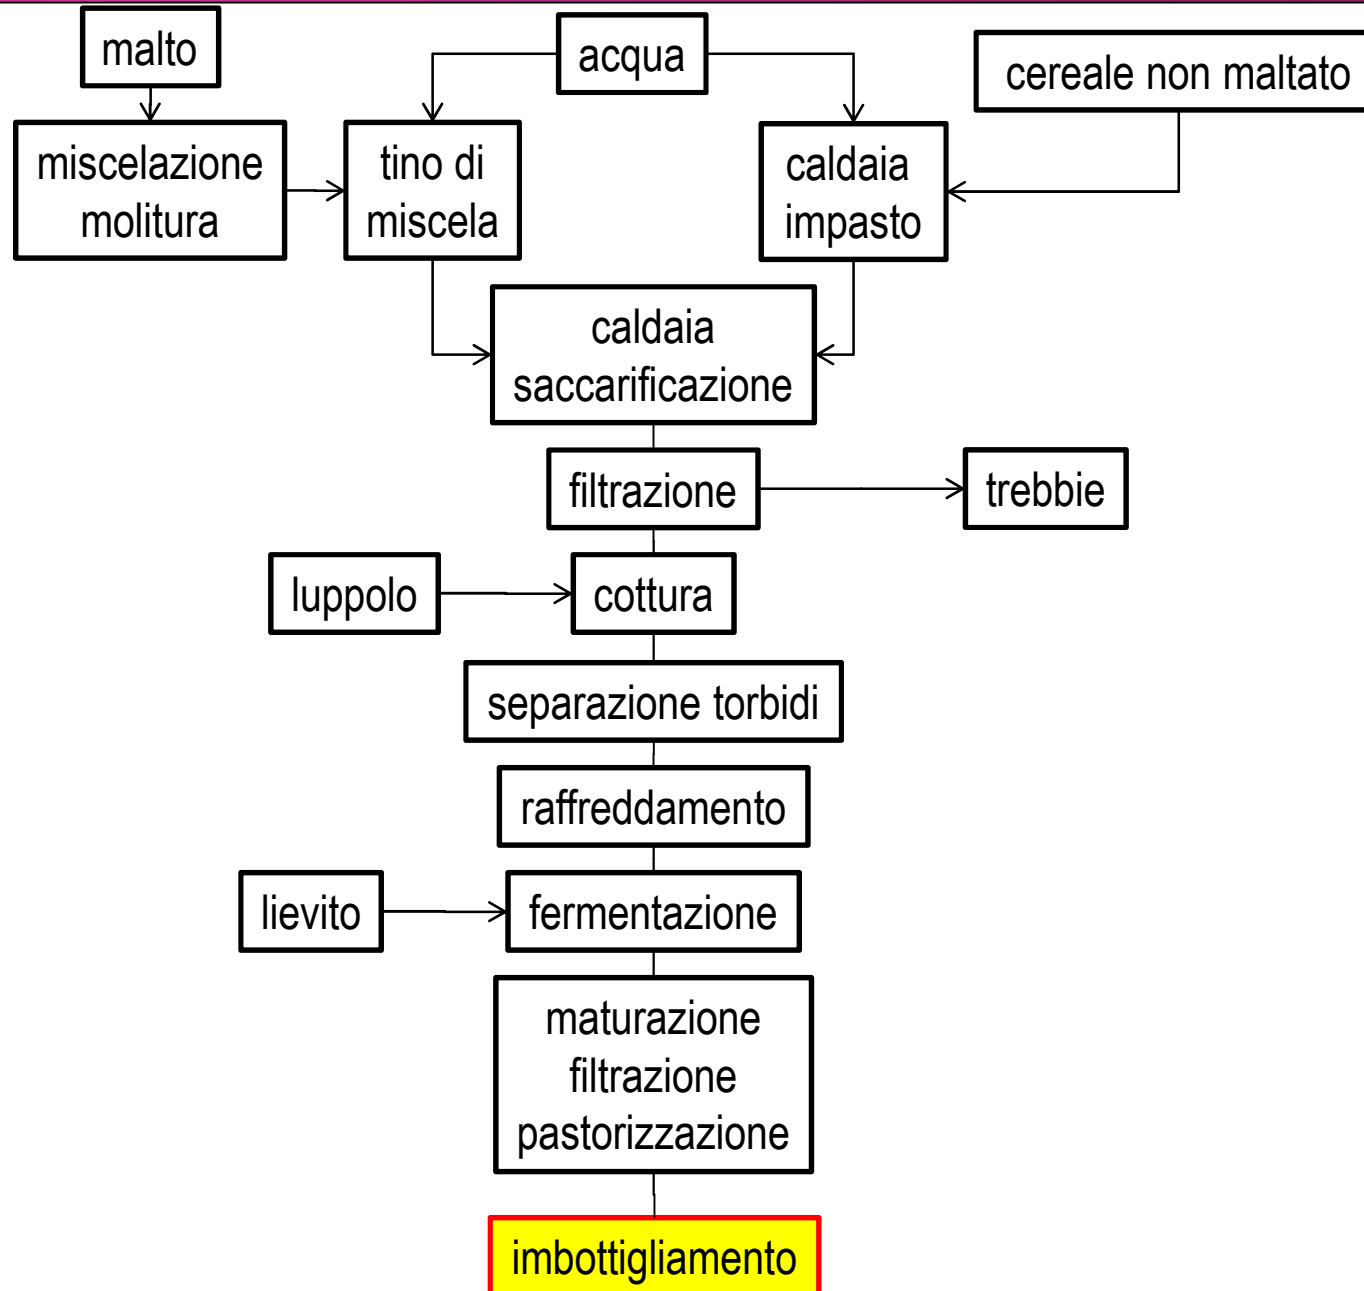 malto
acqua
cereale non maltato
miscelazione
molitura
tino di
miscela
caldaia
impasto
caldaia
saccarificazione
filtrazione
trebbie
luppolo
cottura
separazione torbidi
raffreddamento
lievito
fermentazione
maturazione
filtrazione
pastorizzazione
imbottigliamento